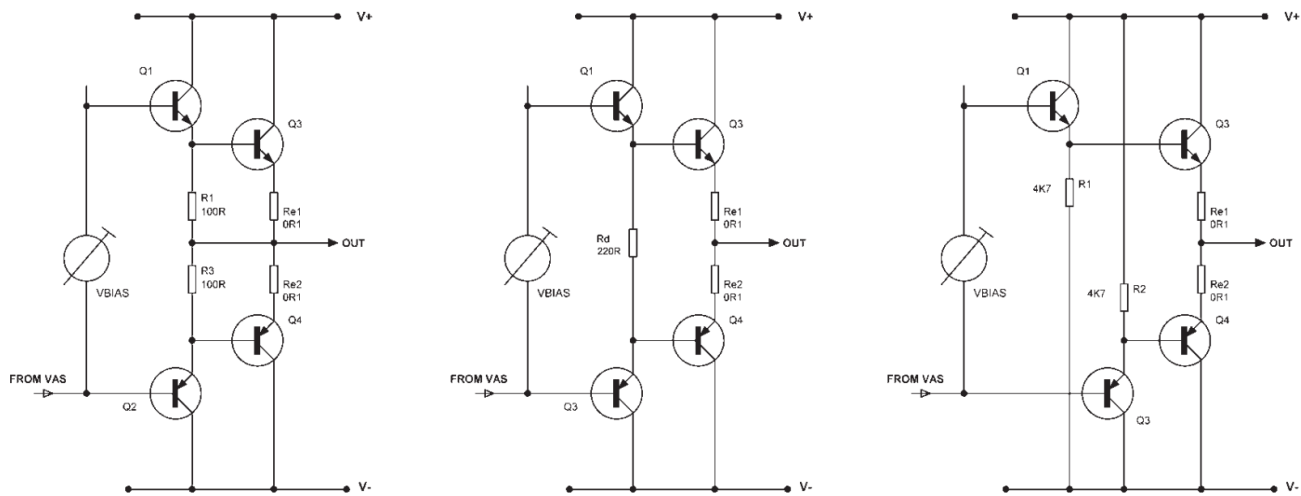 V+
Q1
Q3
R1
100R
Re1
0R1
OUT
R3
100R
Re2
0R1
VBIAS
Q4
FROM VAS
Q2
V-
V+
Q1
Q3
Re1
0R1
Rd
220R
OUT
Re2
0R1
VBIAS
Q4
FROM VAS
Q3
V-
V+
Q1
Q3
4K7
R1
Re1
0R1
OUT
VBIAS
4K7
R2
Re2
0R1
Q4
FROM VAS
Q3
V-